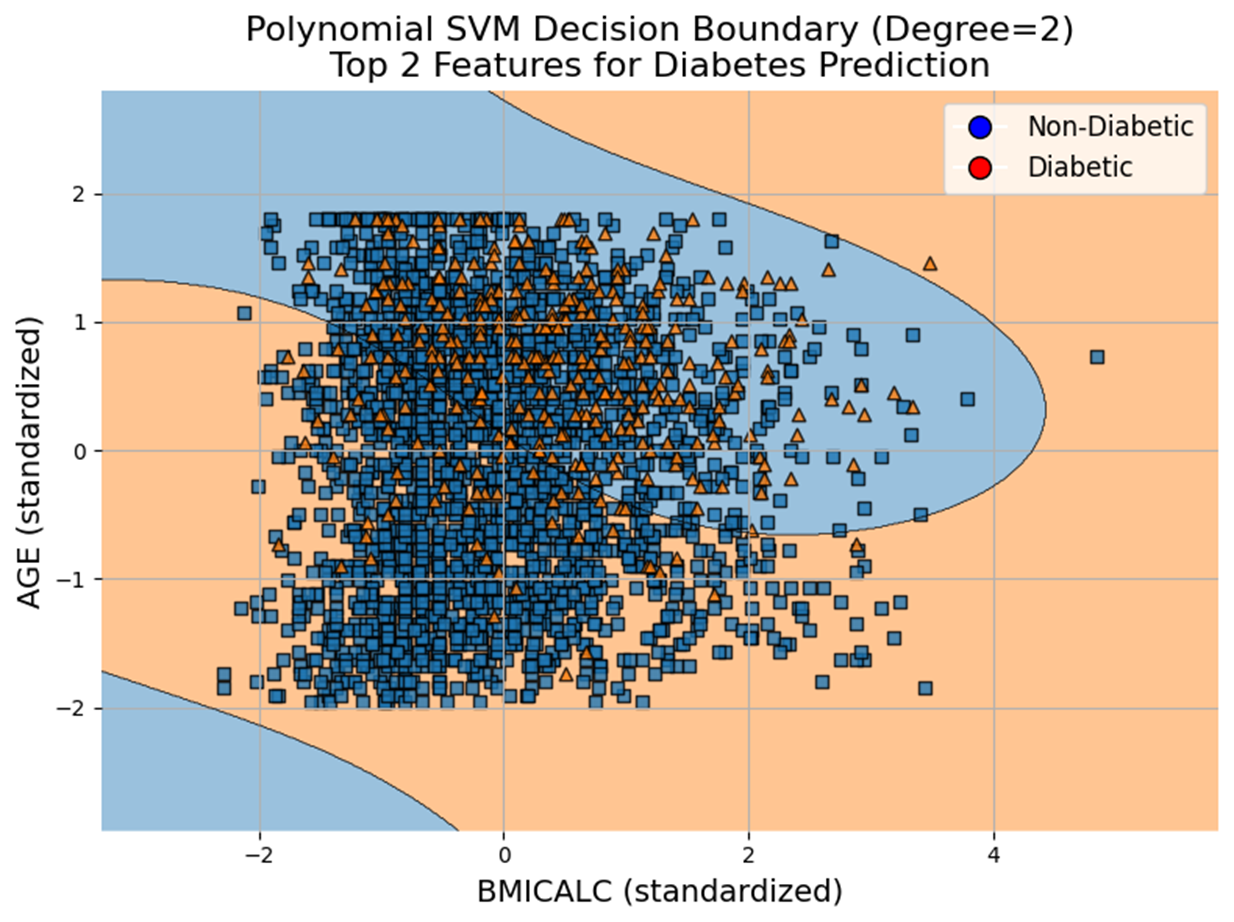 Polynomial SVM Decision Boundary (Degree=2)
Top 2 Features for Diabetes Prediction
Non-Diabetic
Diabetic
AGE (standardized)
2
1
0
−1
−2
−2
0
2
4
BMICALC (standardized)